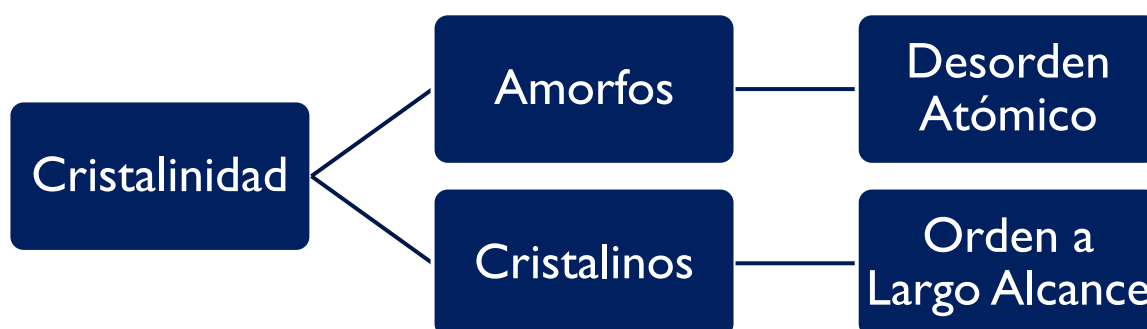 Cristalinidad
Amorfos
Desorden
Atómico
Cristalinos
Orden a
Largo Alcance